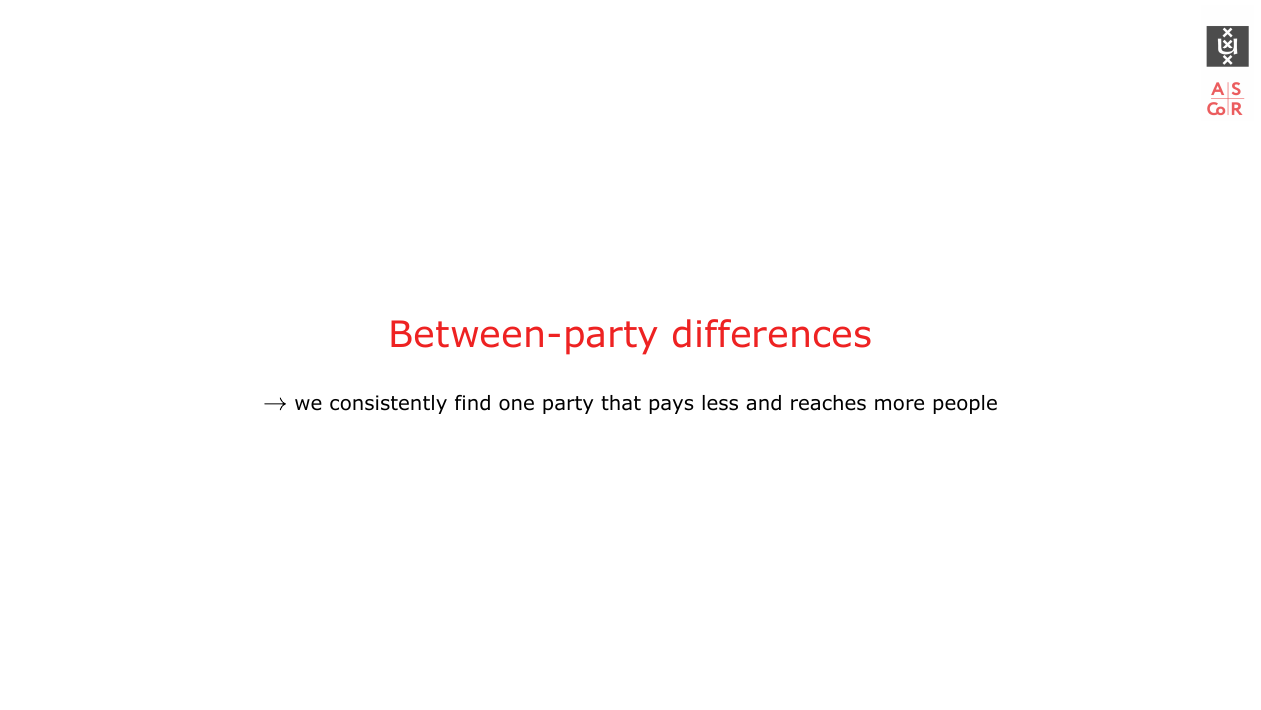 A S
Co R
Between-party differences
→ we consistently find one party that pays less and reaches more people